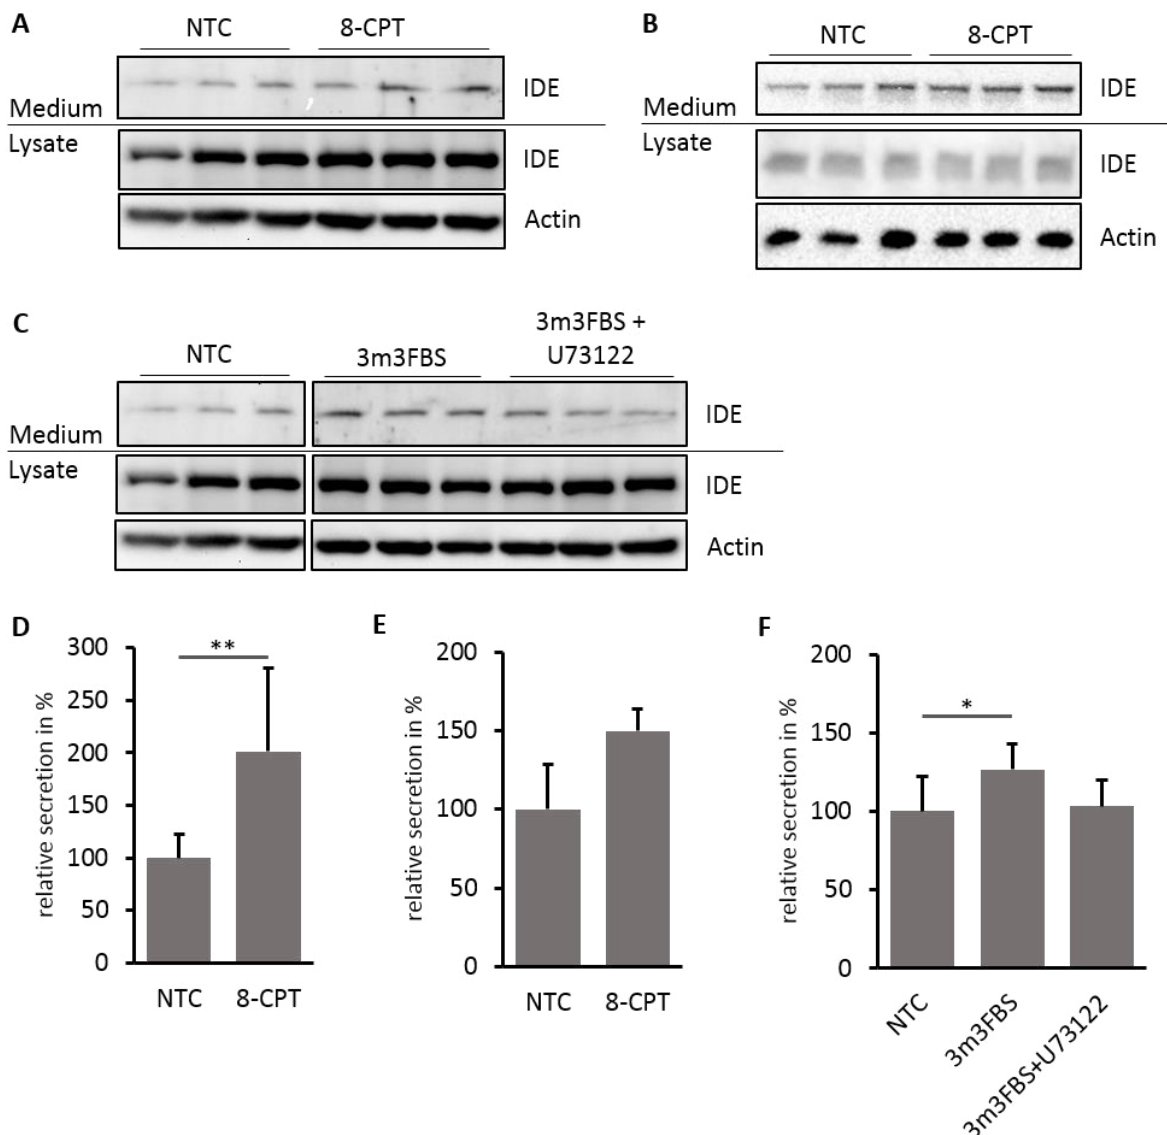 A
NTC 8-CPT
Medium IDE
Lysate IDE
Actin
B
NTC 8-CPT
Medium IDE
Lysate IDE
Actin
C
NTC 3m3FBS 3m3FBS +
U73122
Medium IDE
Lysate IDE
Actin
D
relative secretion in %
300
250
200
150
100
50
0
**
NTC 8-CPT
E
relative secretion in %
200
150
100
50
0
NTC 8-CPT
F
relative secretion in %
200
150
100
50
0
*
NTC
3m3FBS
3m3FBS+U73122